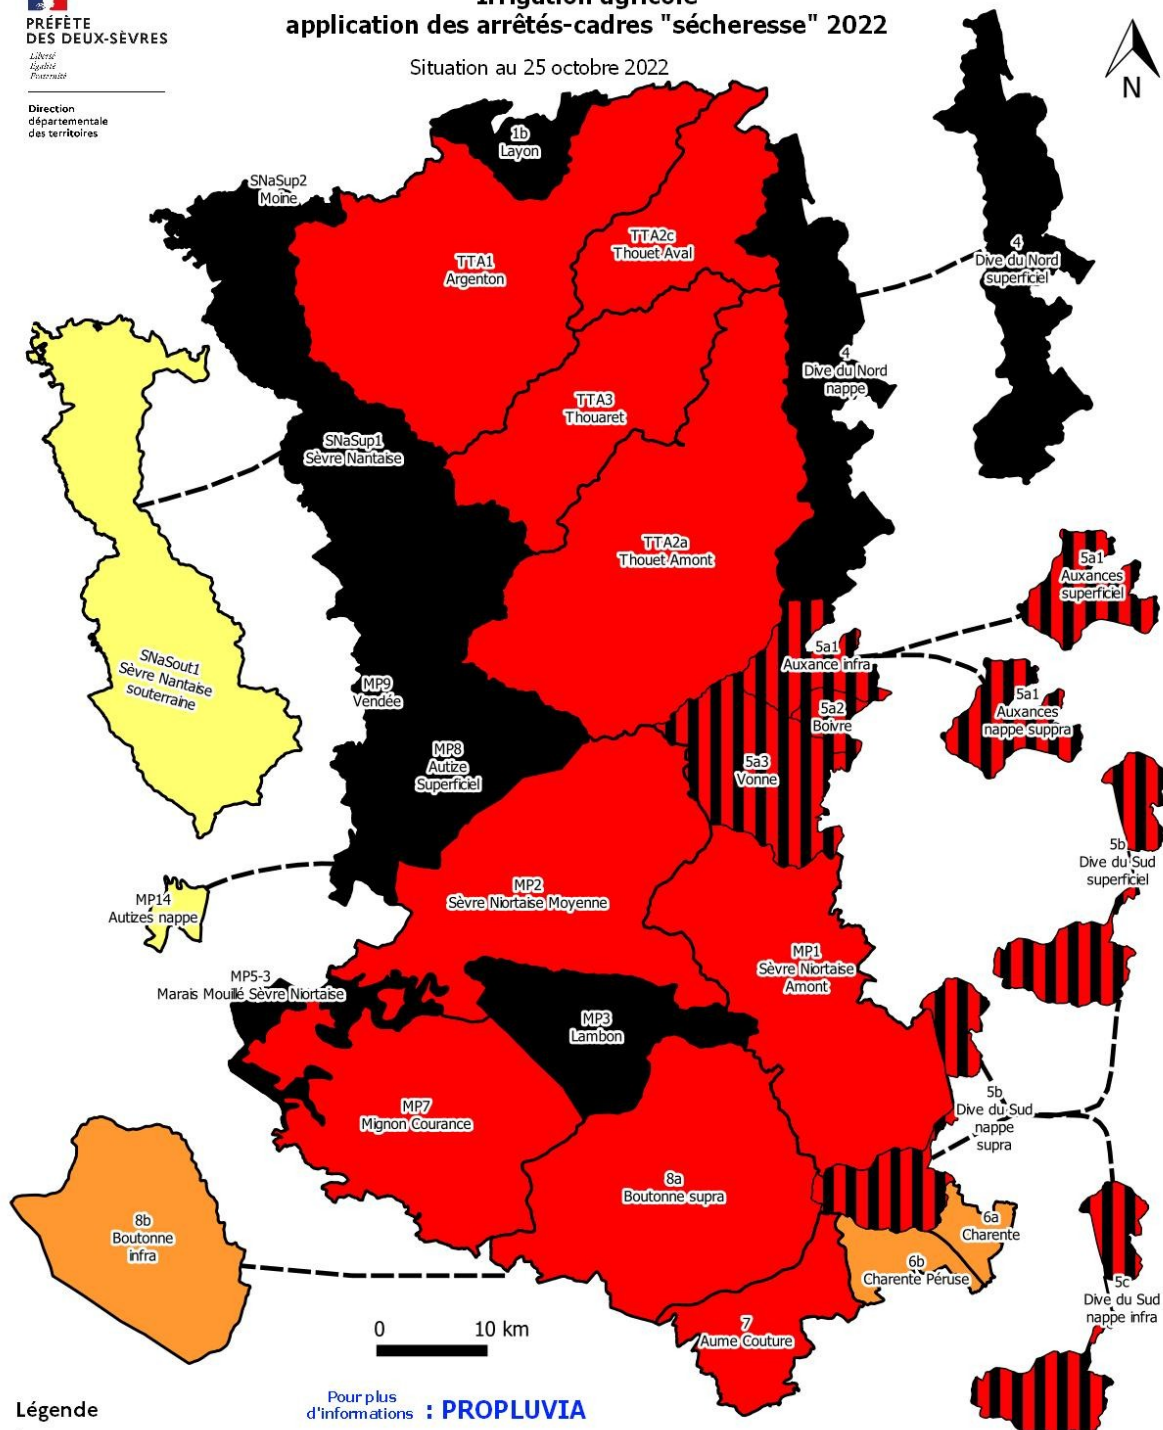 Irrigation agricole
application des arrêtés-cadres "sécheresse" 2022
Situation au 25 octobre 2022
PRÉFÈTE
DES DEUX-SÈVRES
Liberté
Égalité
Fraternité
Direction
départementale
des territoires
N
1b
Layon
SNaSup2
Moine
TTA2c
Thouet Aval
TTA1
Argenton
4
Dive du Nord
superficiel
4
Dive du Nord
nappe
TTA3
Thouaret
SNaSup1
Sèvre Nantaise
TTA2a
Thouet Amont
5a1
Auxances
superficiel
5a1
Auxance infra
SNaSout1
Sèvre Nantaise
souterraine
MP9
Vendée
5a1
Auxances
nappe suppra
5a2
Boivre
MP8
Autize
Superficiel
5a3
Vonne
5b
Dive du Sud
superficiel
MP14
Autizes nappe
MP2
Sèvre Niortaise Moyenne
MP1
Sèvre Niortaise
Amont
MP5-3
Marais Mouillé Sèvre Niortaise
MP3
Lambon
MP7
Mignon Courance
5b
Dive du Sud
nappe
supra
8a
Boutonne supra
8b
Boutonne
infra
6a
Charente
6b
Charente Péruse
5c
Dive du Sud
nappe infra
7
Aume Couture
0 10 km
Légende
Pour plus
d'informations : PROPLUVIA